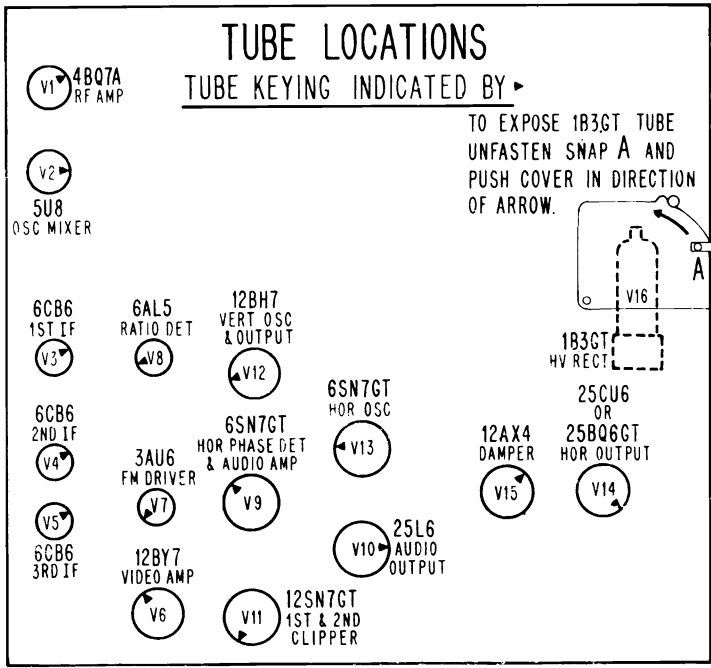 TUBE LOCATIONS
TUBE KEYING INDICATED BY
TO EXPOSE 1B3GT TUBE
UNFASTEN SNAP A AND
PUSH COVER IN DIRECTION
OF ARROW.
V1
4BQ7A
RF AMP
V2
5U8
OSC MIXER
A
V16
1B3GT
HV RECT
6CB6
1ST IF
V3
6AL5
RATIO DET
V8
12BH7
VERT OSC
& OUTPUT
V12
6SN7GT
HOR OSC
V13
25CU6
OR
25BQ6GT
HOR OUTPUT
V14
12AX4
DAMPER
V15
6CB6
2ND IF
V4
3AU6
FM DRIVER
V7
6SN7GT
HOR PHASE DET
& AUDIO AMP
V9
V5
6CB6
3RD IF
V10
25L6
AUDIO
OUTPUT
12BY7
VIDEO AMP
V6
V11
12SN7GT
1ST & 2ND
CLIPPER